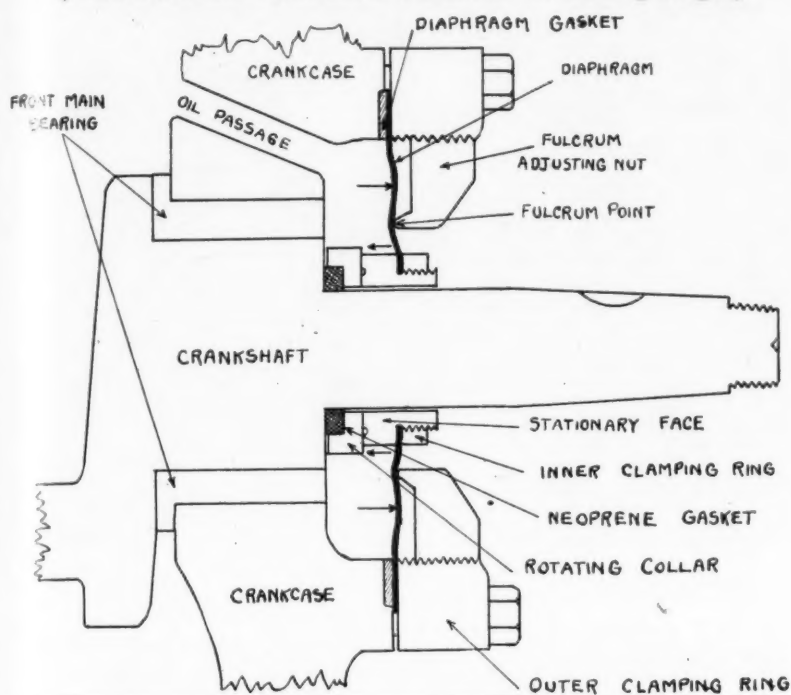 DIAPHRAGM GASKET
CRANKCASE
DIAPHRAGM
FRONT MAIN
BEARING
OIL PASSAGE
FULCRUM
ADJUSTING NUT
FULCRUM POINT
CRANKSHAFT
STATIONARY FACE
INNER CLAMPING RING
NEOPRENE GASKET
ROTATING COLLAR
CRANKCASE
OUTER CLAMPING RING